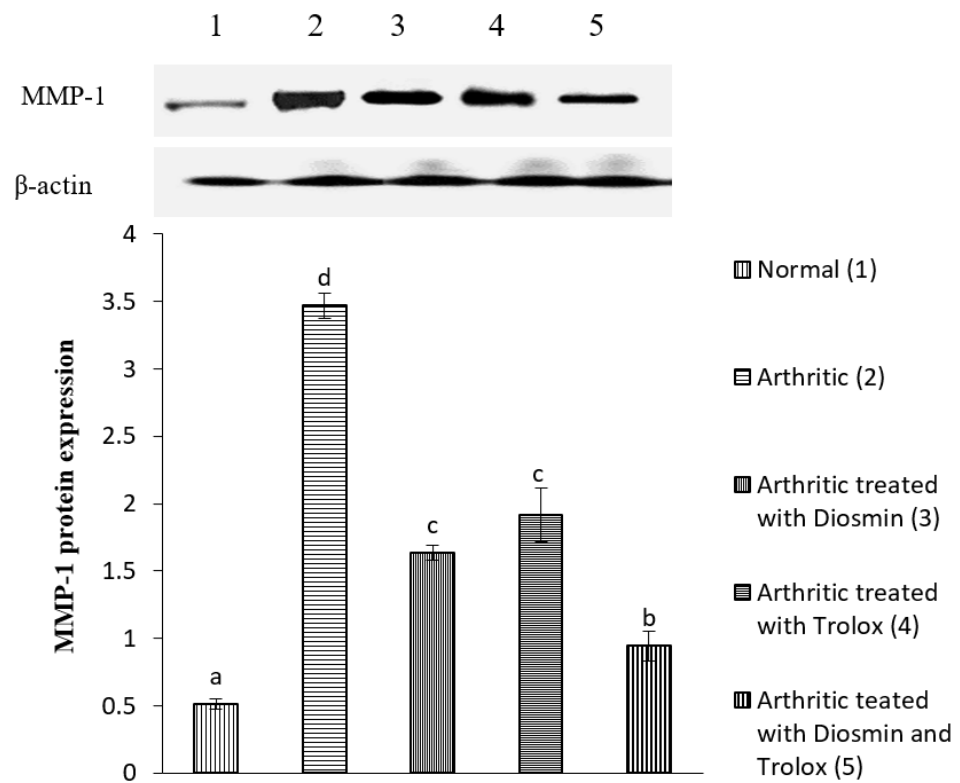 1 2 3 4 5
MMP-1
β-actin
MMP-1 protein expression
4
3.5
3
2.5
2
1.5
1
0.5
0
a
d
c
c
b
Normal (1)
Arthritic (2)
Arthritic treated
with Diosmin (3)
Arthritic treated
with Trolox (4)
Arthritic teated
with Diosmin and
Trolox (5)